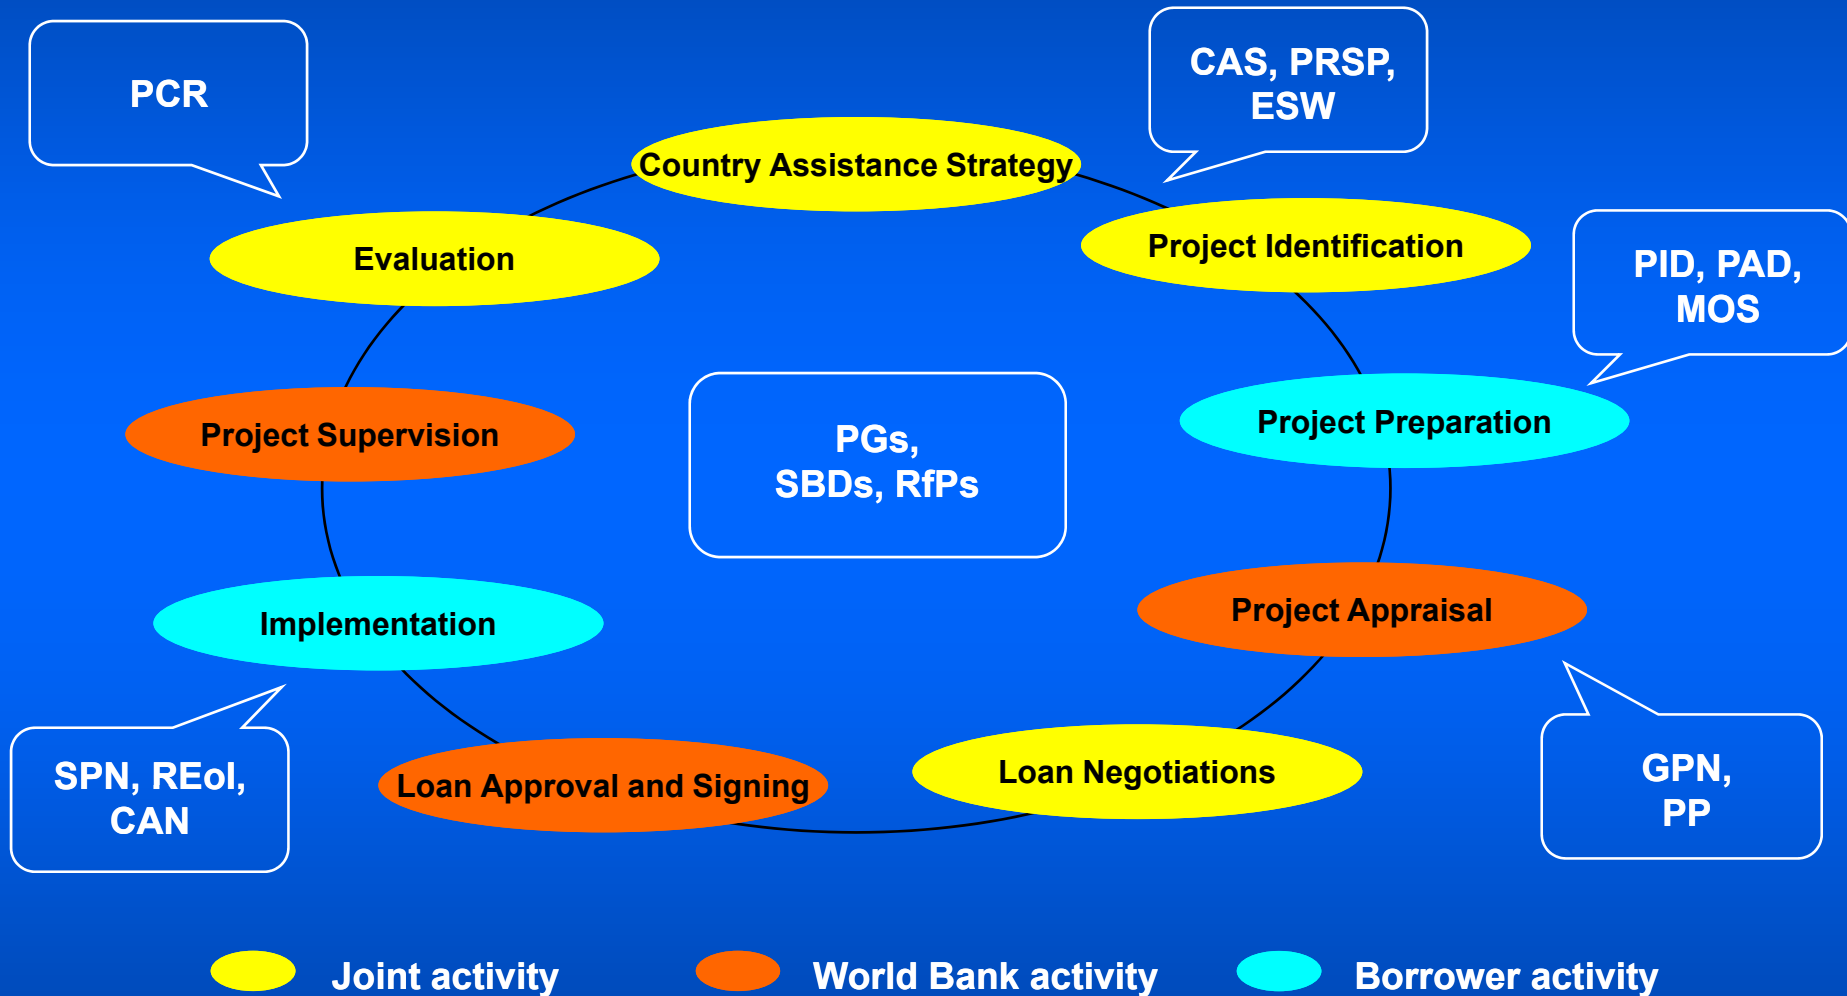 PCR
CAS, PRSP,
ESW
Country Assistance Strategy
Project Identification
Evaluation
PID, PAD,
MOS
Project Preparation
Project Supervision
PGs,
SBDs, RfPs
Project Appraisal
Implementation
Loan Negotiations
Loan Approval and Signing
SPN, REoI,
CAN
GPN,
PP
Joint activity
World Bank activity
Borrower activity